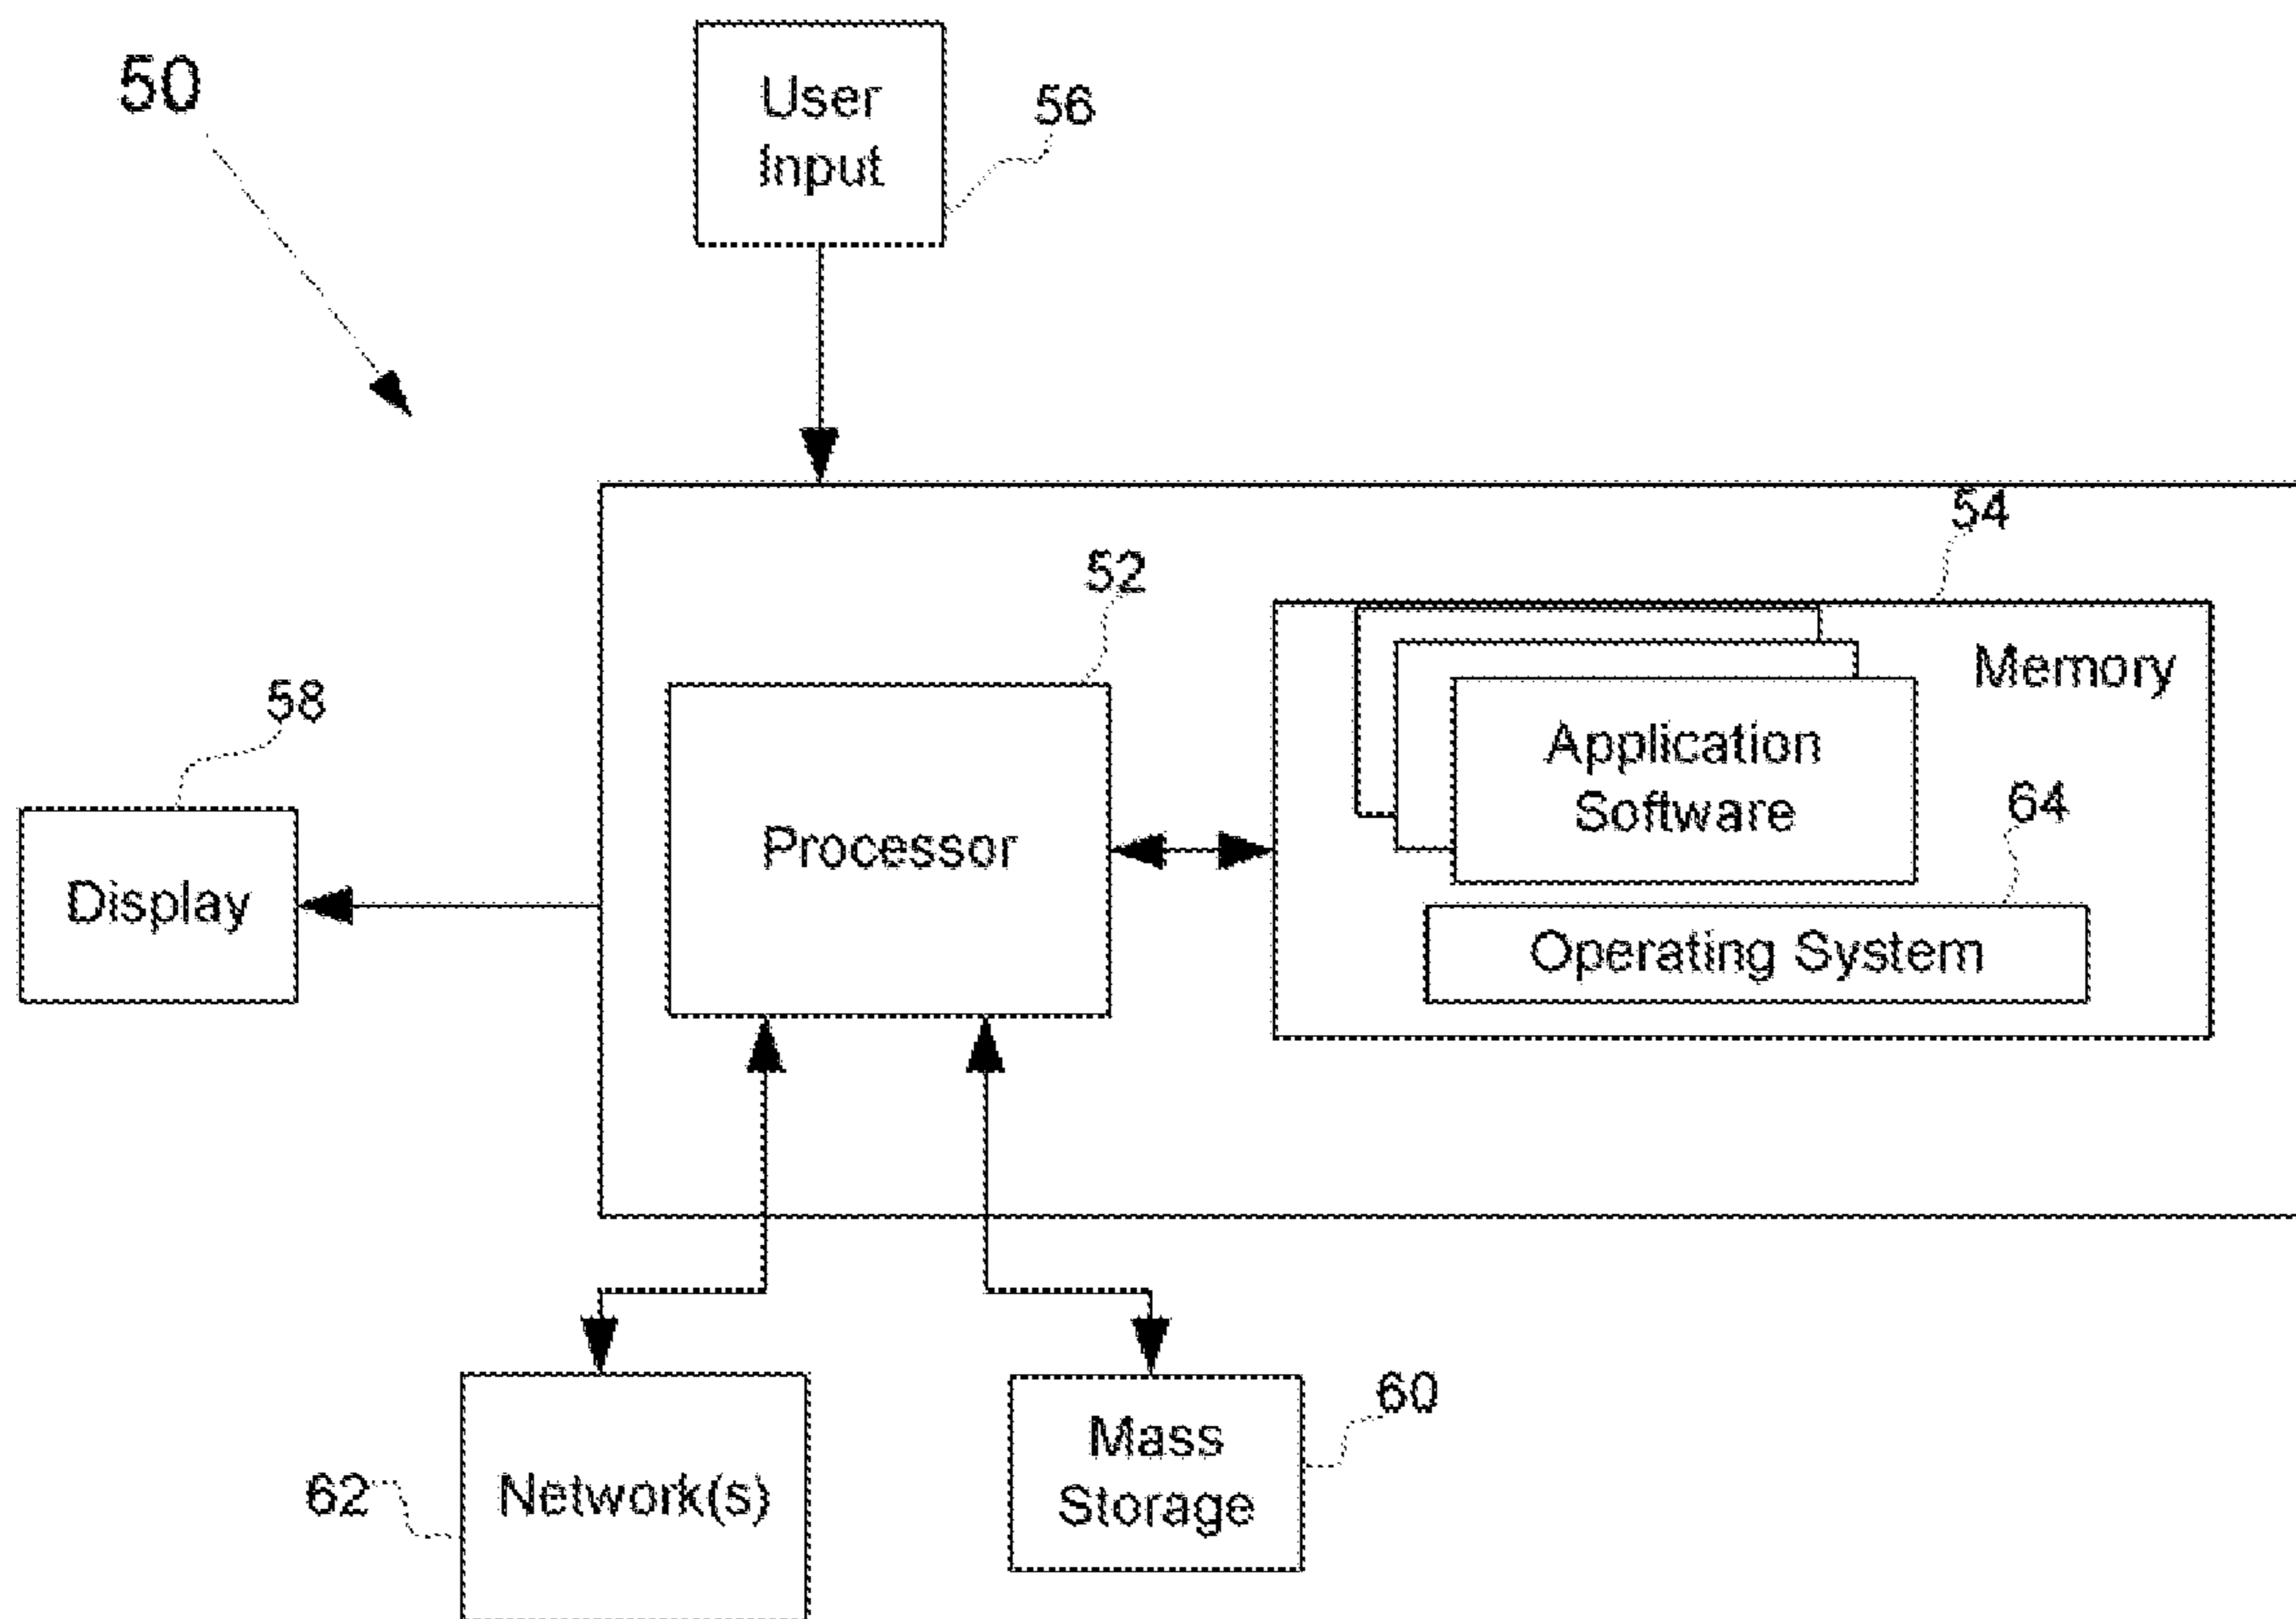 50
User
Input
56
54
52
Memory
58
Application
Software
64
Processor
Display
Operating System
60
Mass
Storage
62
Network(s)